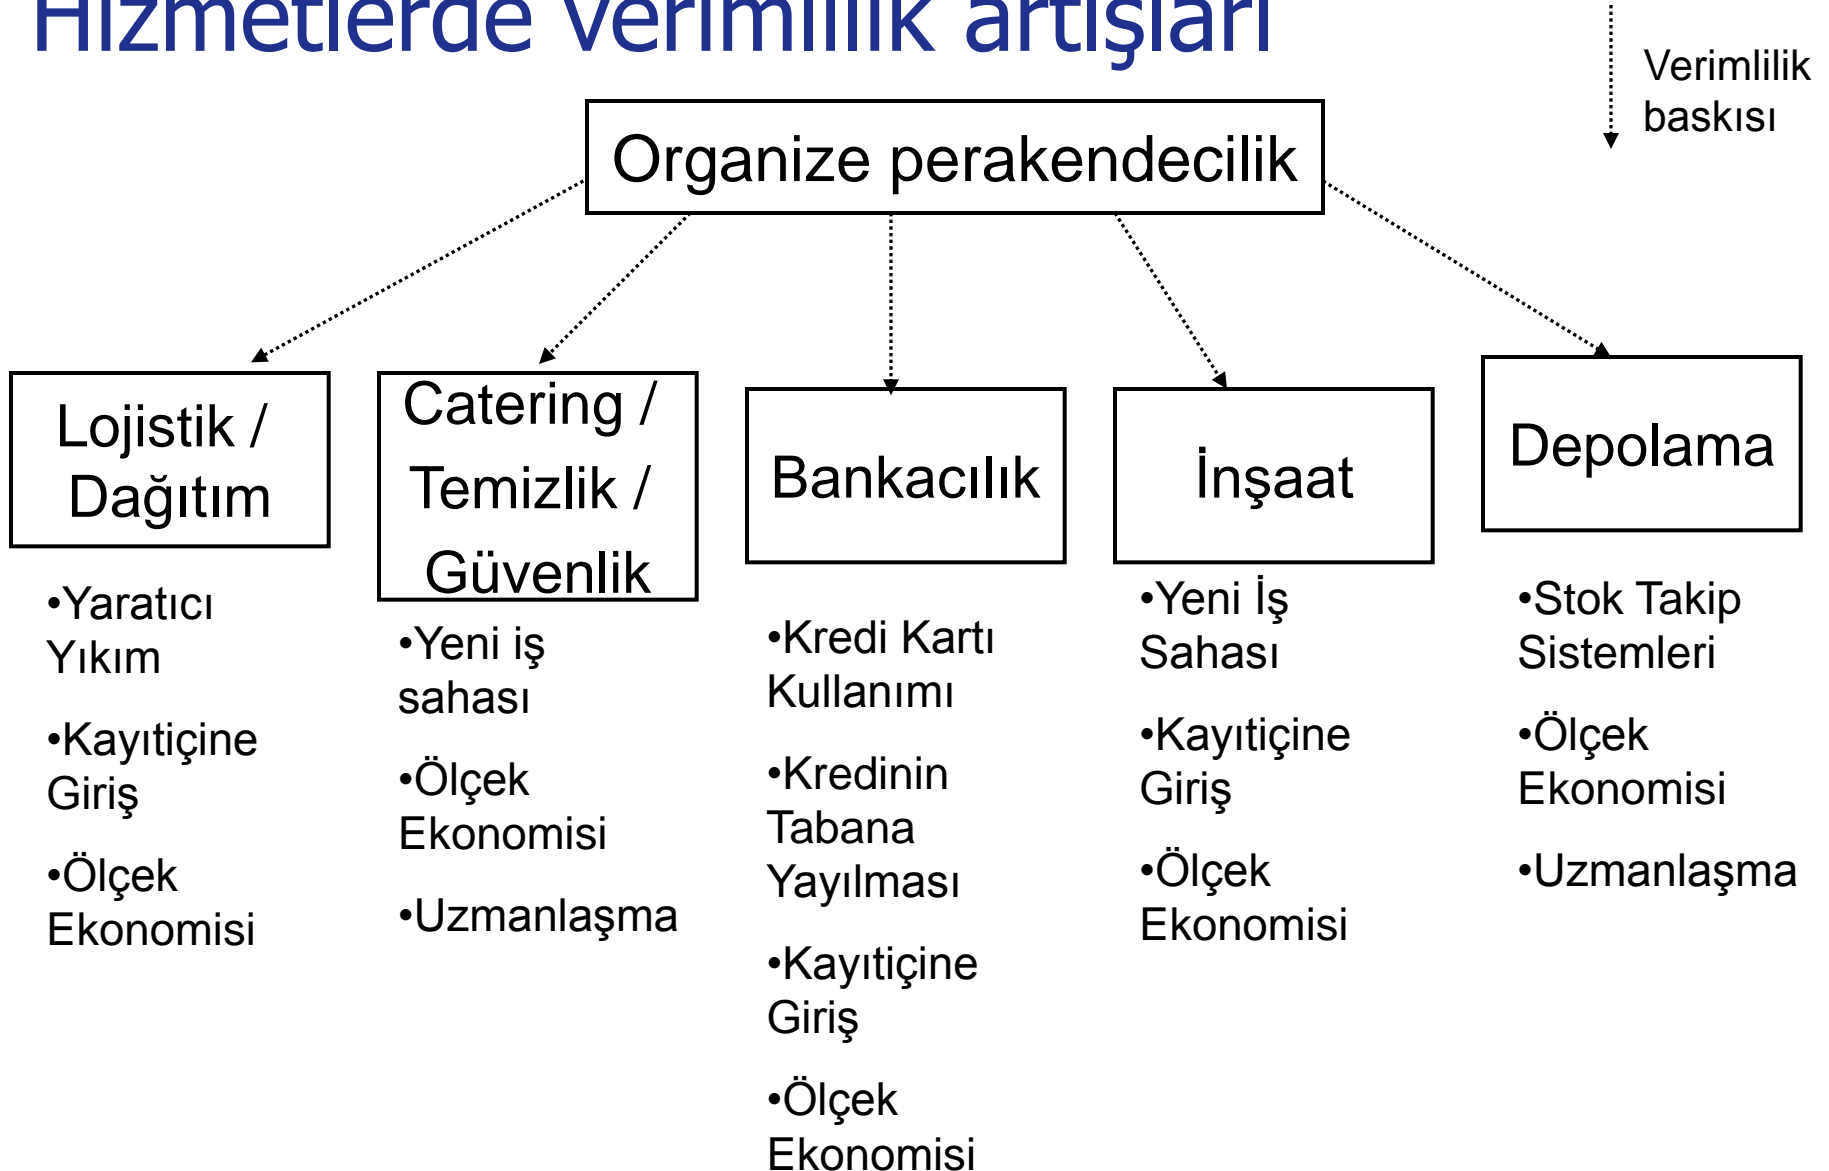 Hizmetlerde verimlilik artışları
Verimlilik
baskısı
Organize perakendecilik
Lojistik /
Dağıtım
•Yaratıcı
Yıkım
•Kayıtiçine
Giriş
•Ölçek
Ekonomisi
Catering /
Temizlik /
Güvenlik
•Yeni iş
sahası
•Ölçek
Ekonomisi
•Uzmanlaşma
Bankacılık
•Kredi Kartı
Kullanımı
•Kredinin
Tabana
Yayılması
•Kayıtiçine
Giriş
•Ölçek
Ekonomisi
İnşaat
•Yeni İş
Sahası
•Kayıtiçine
Giriş
•Ölçek
Ekonomisi
Depolama
•Stok Takip
Sistemleri
•Ölçek
Ekonomisi
•Uzmanlaşma